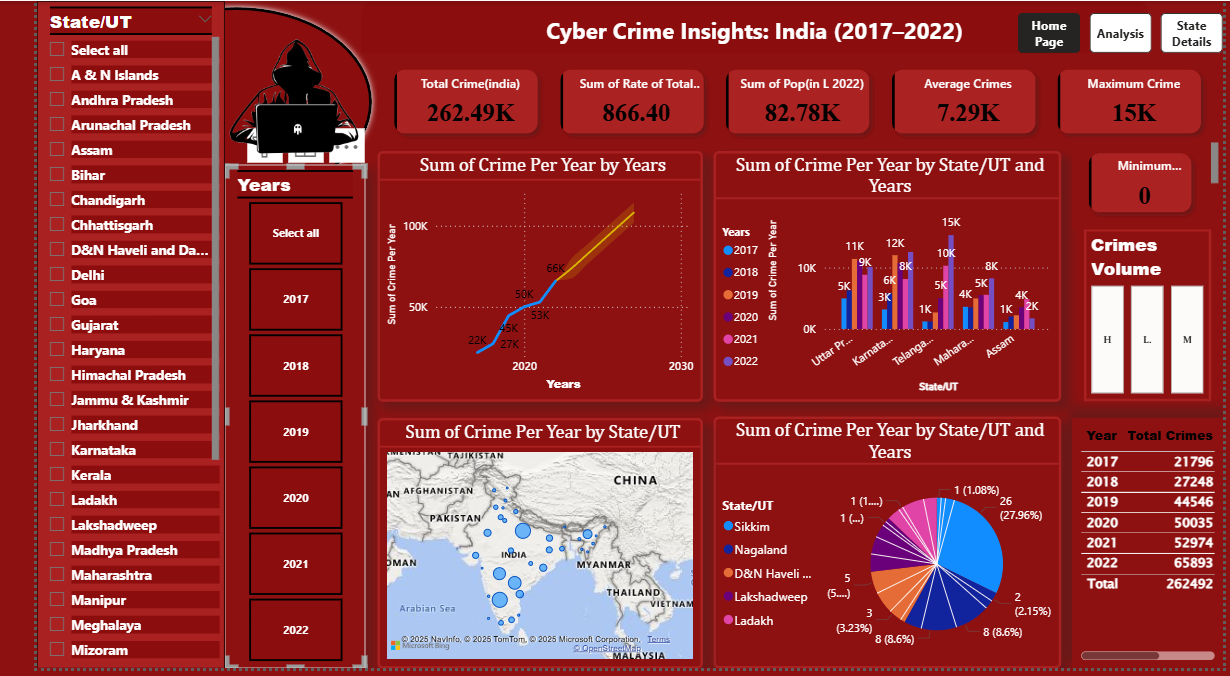 State/UT
Select all
A & N Islands
Andhra Pradesh
Arunachal Pradesh
Assam
Bihar
Chandigarh
Chhattisgarh
D&N Haveli and Da...
Delhi
Goa
Gujarat
Haryana
Himachal Pradesh
Jammu & Kashmir
Jharkhand
Karnataka
Kerala
Ladakh
Lakshadweep
Madhya Pradesh
Maharashtra
Manipur
Meghalaya
Mizoram
Years
Select all
2017
2018
2019
2020
2021
2022
Cyber Crime Insights: India (2017–2022)
Home
Page
Analysis
State
Details
Total Crime(india)
262.49K
Sum of Rate of Total..
866.40
Sum of Pop(in L 2022)
82.78K
Average Crimes
7.29K
Maximum Crime
15K
Minimum...
0
Sum of Crime Per Year by Years
Sum of Crime Per Year
100K
50K
22K
27K
45K
50K
53K
66K
2020
2030
Years
Sum of Crime Per Year by State/UT and
Years
Years
2017
2018
2019
2020
2021
2022
Sum of Crime Per Year
10K
0K
5K
11K
9K
3K
6K
12K
8K
1K
5K
10K
15K
4K
5K
8K
1K
4K
2K
Uttar Pr...
Karnata...
Telanga...
Mahara...
Assam
State/UT
Crimes
Volume
H
L.
M
Sum of Crime Per Year by State/UT
TAJIKISTAN
AFGHANISTAN
CHINA
PAKISTAN
INDIA
OMAN
MYANMAR
THAILAND
VIETNAM
Arabian Sea
MALAYSIA
© 2025 NavInfo, © 2025 TomTom, © 2025 Microsoft Corporation, Terms
Microsoft Bing
© OpenStreetMap
Sum of Crime Per Year by State/UT and
Years
State/UT
Sikkim
Nagaland
D&N Haveli ...
Lakshadweep
Ladakh
1 (1.08%)
26
(27.96%)
2
(2.15%)
8 (8.6%)
8 (8.6%)
3
(3.23%)
5
(5....)
1 (...)
1 (1....)
Year Total Crimes
2017 21796
2018 27248
2019 44546
2020 50035
2021 52974
2022 65893
Total 262492